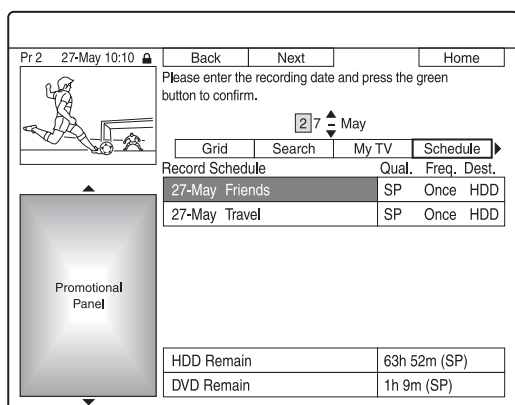 Pr 2 27-May 10:10
Back Next Home
Please enter the recording date and press the green
button to confirm.
27 May
Grid Search My TV Schedule
Record Schedule Qual. Freq. Dest.
27-May Friends SP Once HDD
27-May Travel SP Once HDD
Promotional
Panel
HDD Remain 63h 52m (SP)
DVD Remain 1h 9m (SP)